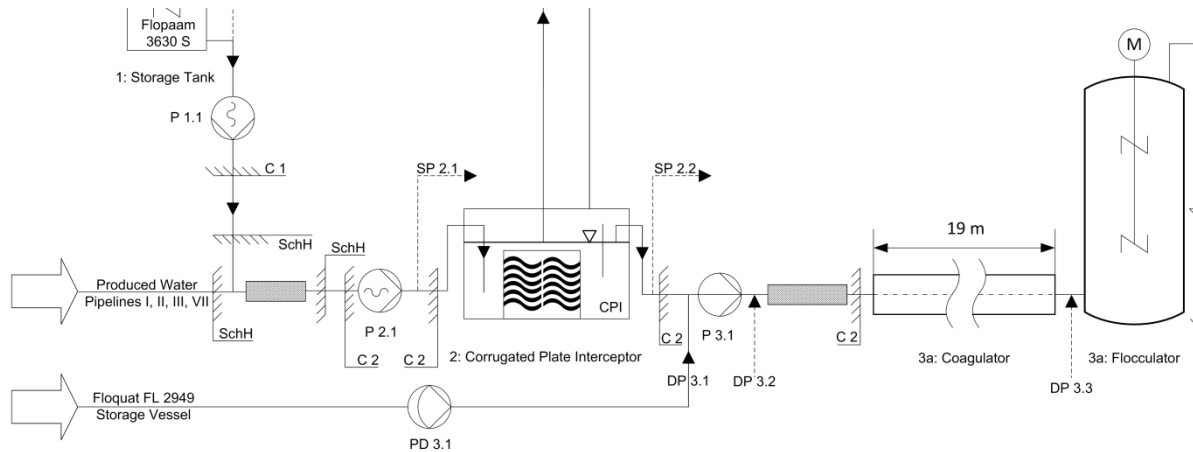 Flopaam
3630 S
1: Storage Tank
M
P 1.1
C 1
SP 2.1
SP 2.2
SchH
SchH
19 m
Produced Water
Pipelines I, II, III, VII
SchH
P 2.1
CPI
P 3.1
C 2
C 2
2: Corrugated Plate Interceptor
C 2
C 2
3a: Coagulator
3a: Flocculator
DP 3.1
DP 3.2
DP 3.3
Floquat FL 2949
Storage Vessel
PD 3.1